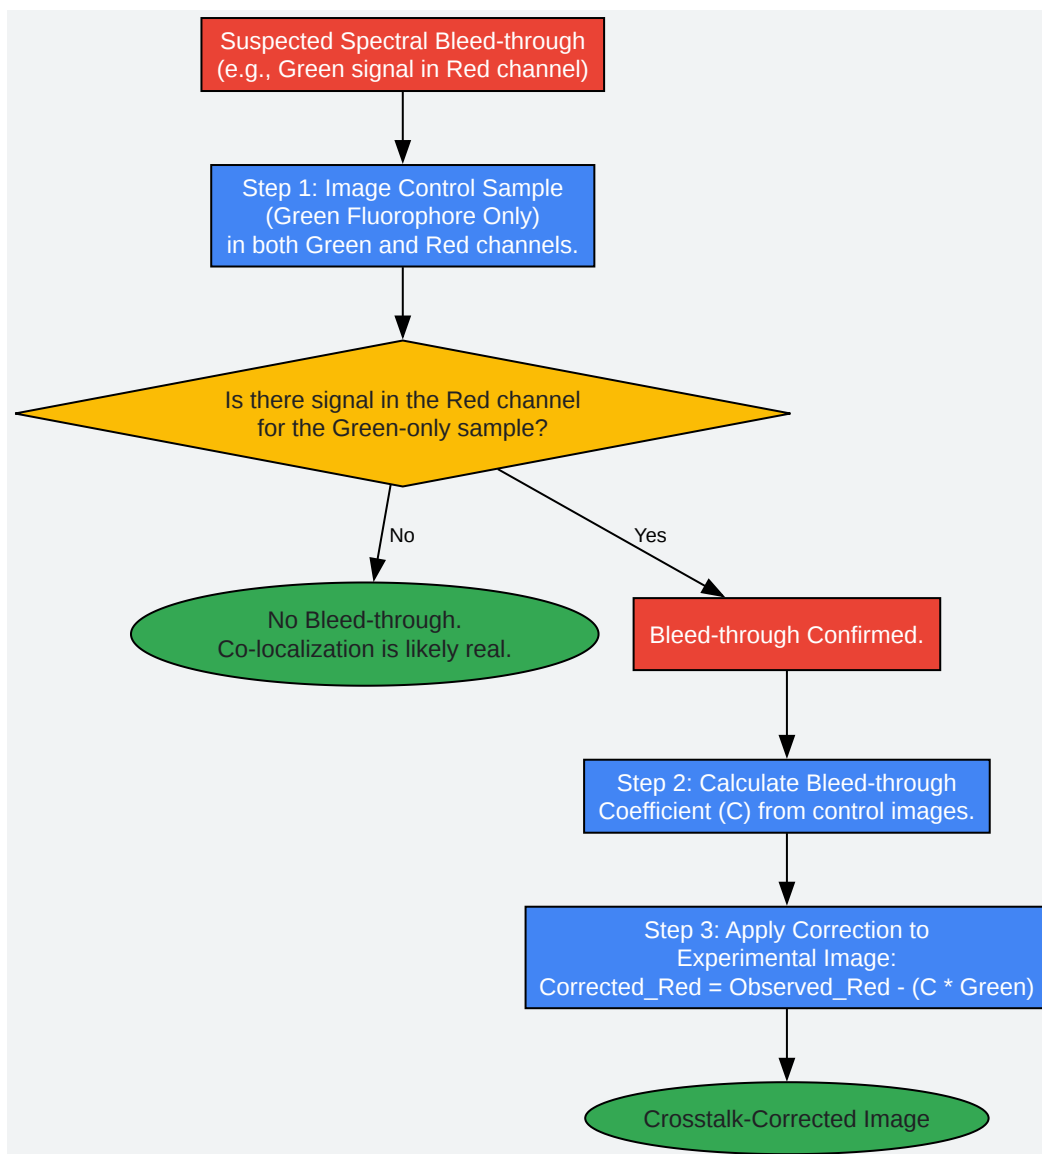 Suspected Spectral Bleed-through
(e.g., Green signal in Red channel)
Step 1: Image Control Sample
(Green Fluorophore Only)
in both Green and Red channels.
Is there signal in the Red channel
for the Green-only sample?
No
Yes
No Bleed-through.
Co-localization is likely real.
Bleed-through Confirmed.
Step 2: Calculate Bleed-through
Coefficient (C) from control images.
Step 3: Apply Correction to
Experimental Image:
Corrected_Red = Observed_Red - (C * Green)
Crosstalk-Corrected Image